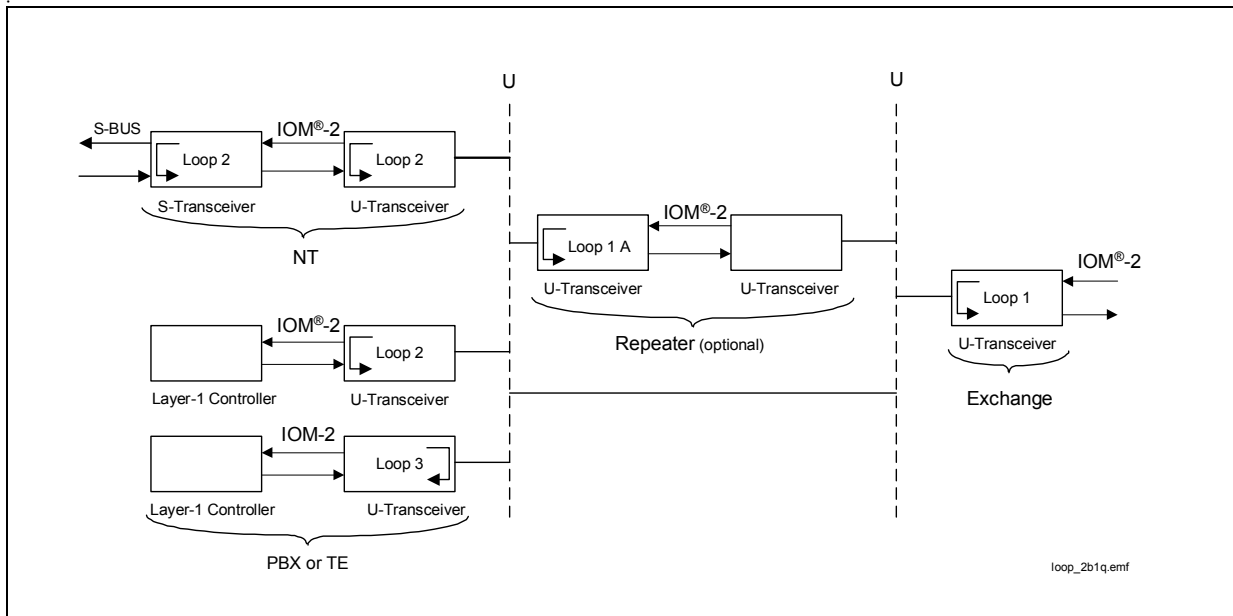 U
U
S-BUS
IOM®-2
Loop 2
Loop 2
S-Transceiver
U-Transceiver
NT
IOM®-2
Loop 1 A
U-Transceiver
U-Transceiver
Repeater (optional)
IOM®-2
Loop 1
U-Transceiver
Exchange
IOM®-2
Loop 2
Layer-1 Controller
U-Transceiver
IOM-2
Loop 3
Layer-1 Controller
U-Transceiver
PBX or TE
loop_2b1q.emf